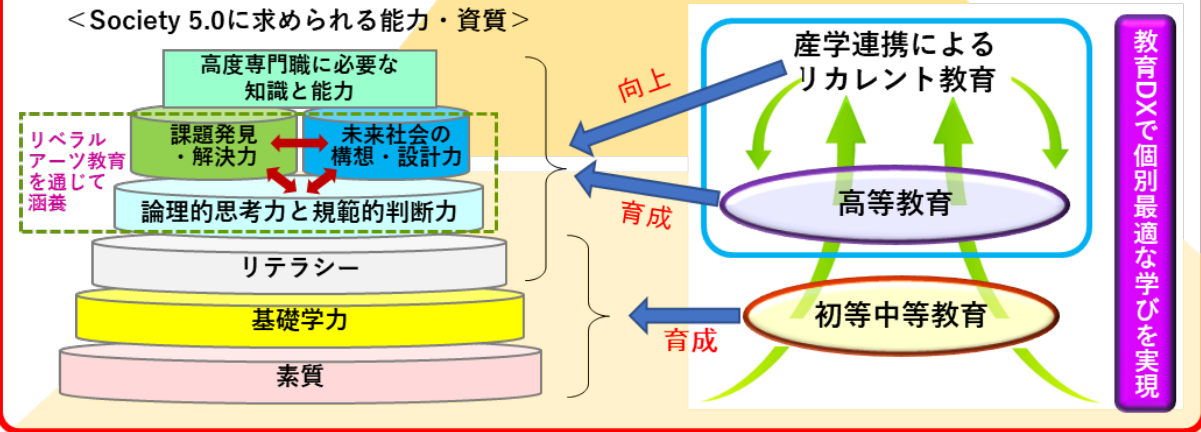 ＜Society 5.0に求められる能力・資質＞
高度専門職に必要な
知識と能力
リベラル
アーツ教育
を通じて
涵養
課題発見
・解決力
未来社会の
構想・設計力
論理的思考力と規範的判断力
リテラシー
基礎学力
素質
向上
育成
育成
産学連携による
リカレント教育
高等教育
初等中等教育
教育DXで個別最適な学びを実現